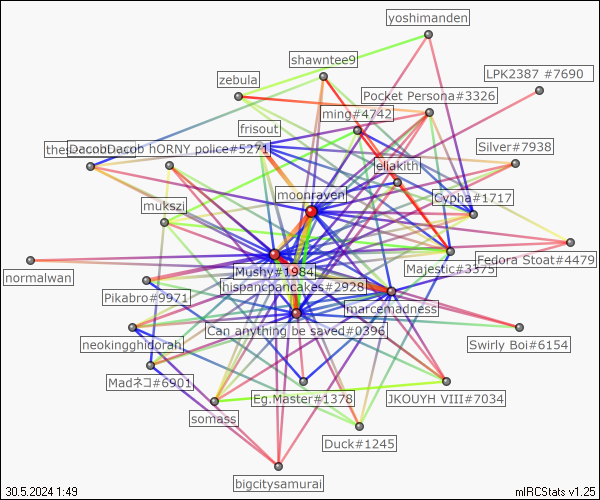 yoshimanden
shawntee9
LPK2387 #7690
zebula
Pocket Persona#3326
ming#4742
frisout
Silver#7938
DacobDacob hORNY police#5271
eliakith
moonraven
Cypha#1717
mukszi
Fedora Stoat#4479
Majestic#3375
Mushy#1984
normalwan
hispancpancakes#2928
Pikabro#9971
marcemadness
Can anything be saved#0396
neokingghidorah
Swirly Boi#6154
Madネコ#6901
Eg.Master#1378
JKOUYH VIII#7034
somass
Duck#1245
bigcitysamurai
30.5.2024 1:49
mIRCStats v1.25